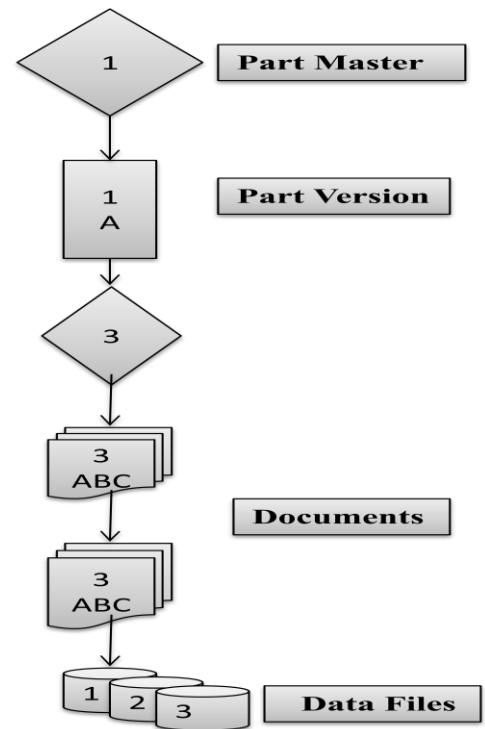 1
Part Master
1
A
Part Version
3
3
ABC
Documents
3
ABC
1
2
3
Data Files